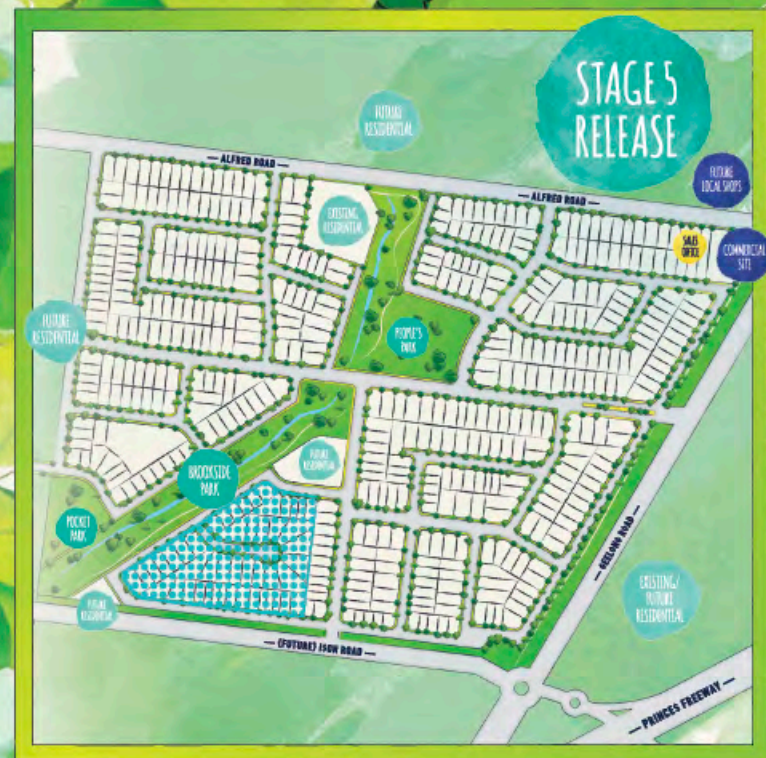 STAGE 5
RELEASE
FUTURE
RESIDENTIAL
— ALFRED ROAD —
— ALFRED ROAD —
FUTURE
LOCAL SHOPS
EXISTING
RESIDENTIAL
SALES
OFFICE
COMMERCIAL
SITE
FUTURE
RESIDENTIAL
PEOPLE'S
PARK
BROOKSIDE
PARK
FUTURE
RESIDENTIAL
POCKET
PARK
— GEELONG ROAD —
EXISTING/
FUTURE
RESIDENTIAL
FUTURE
RESIDENTIAL
— (FUTURE) ISON ROAD —
— PRINCES FREEWAY —